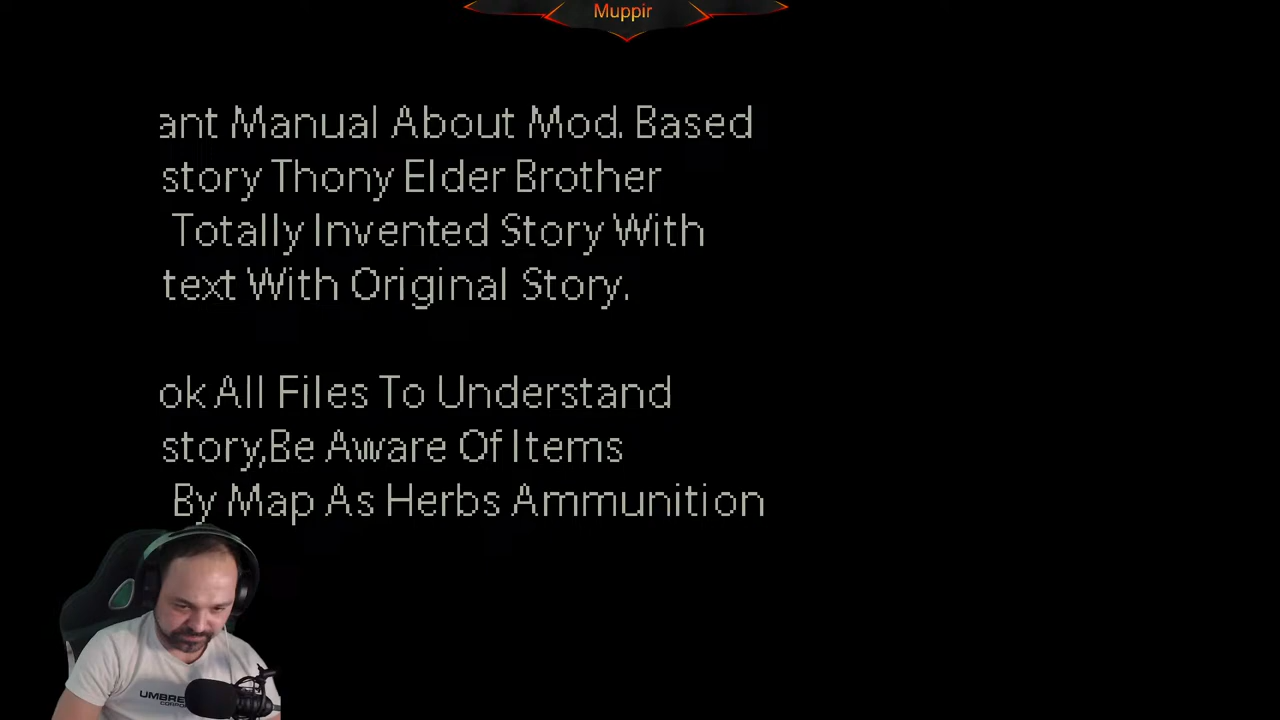 Muppir
ant Manual About Mod. Based
story Thony Elder Brother
Totally Invented Story With
text With Original Story.
ok All Files To Understand
story,Be Aware Of Items
By Map As Herbs Ammunition
UMBRE
CORPO